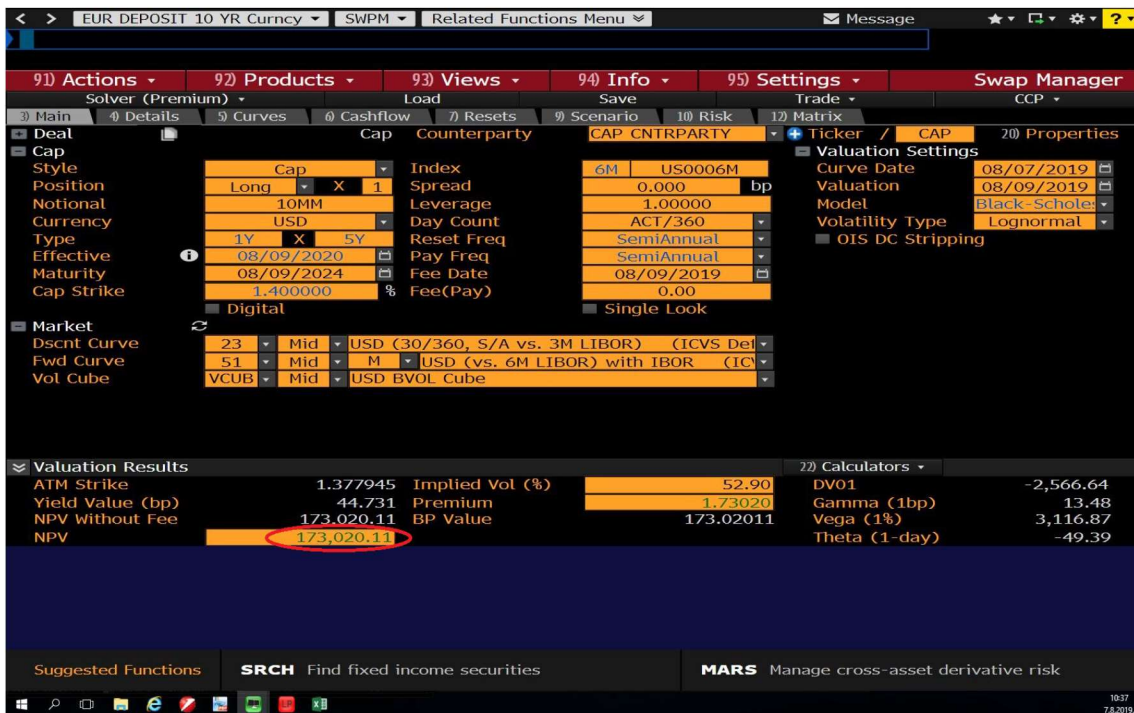 < > EUR DEPOSIT 10 YR Curncy SWPM Related Functions Menu Message ?
91) Actions 92) Products 93) Views 94) Info 95) Settings Swap Manager
Solver (Premium) Load Save Trade CCP
3) Main 4) Details 5) Curves 6) Cashflow 7) Resets 9) Scenario 10) Risk 12) Matrix
Deal Cap Counterparty CAP CNTRPARTY Ticker / CAP 20) Properties
Cap Valuation Settings
Style Cap Index 6M US0006M Curve Date 08/07/2019
Position Long X 1 Spread 0.000 bp Valuation 08/09/2019
Notional 10MM Leverage 1.00000 Model Black-Scholes
Currency USD Day Count ACT/360 Volatility Type Lognormal
Type 1Y X 5Y Reset Freq SemiAnnual OIS DC Stripping
Effective 08/09/2020 Pay Freq SemiAnnual
Maturity 08/09/2024 Fee Date 08/09/2019
Cap Strike 1.400000 % Fee(Pay) 0.00
Digital Single Look
Market
Dscnt Curve 23 Mid USD (30/360, S/A vs. 3M LIBOR) (ICVS Def
Fwd Curve 51 Mid M USD (vs. 6M LIBOR) with IBOR (IC
Vol Cube VCUB Mid USD BVOL Cube
Valuation Results 22) Calculators
ATM Strike 1.377945 Implied Vol (%) 52.90 DV01 -2,566.64
Yield Value (bp) 44.731 Premium 1.73020 Gamma (1bp) 13.48
NPV Without Fee 173,020.11 BP Value 173.02011 Vega (1%) 3,116.87
NPV 173,020.11 Theta (1-day) -49.39
Suggested Functions SRCH Find fixed income securities MARS Manage cross-asset derivative risk
10:37
7.8.2019